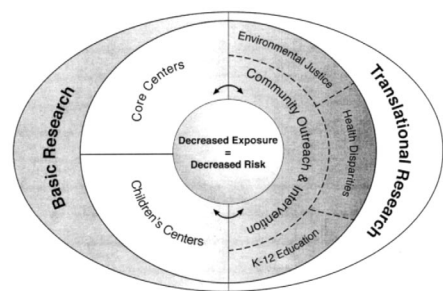 Basic Research
Core Centers
Children's Centers
Decreased Exposure
=
Decreased Risk
Community Outreach & Intervention
Environmental Justice
Health Disparities
K-12 Education
Translational Research